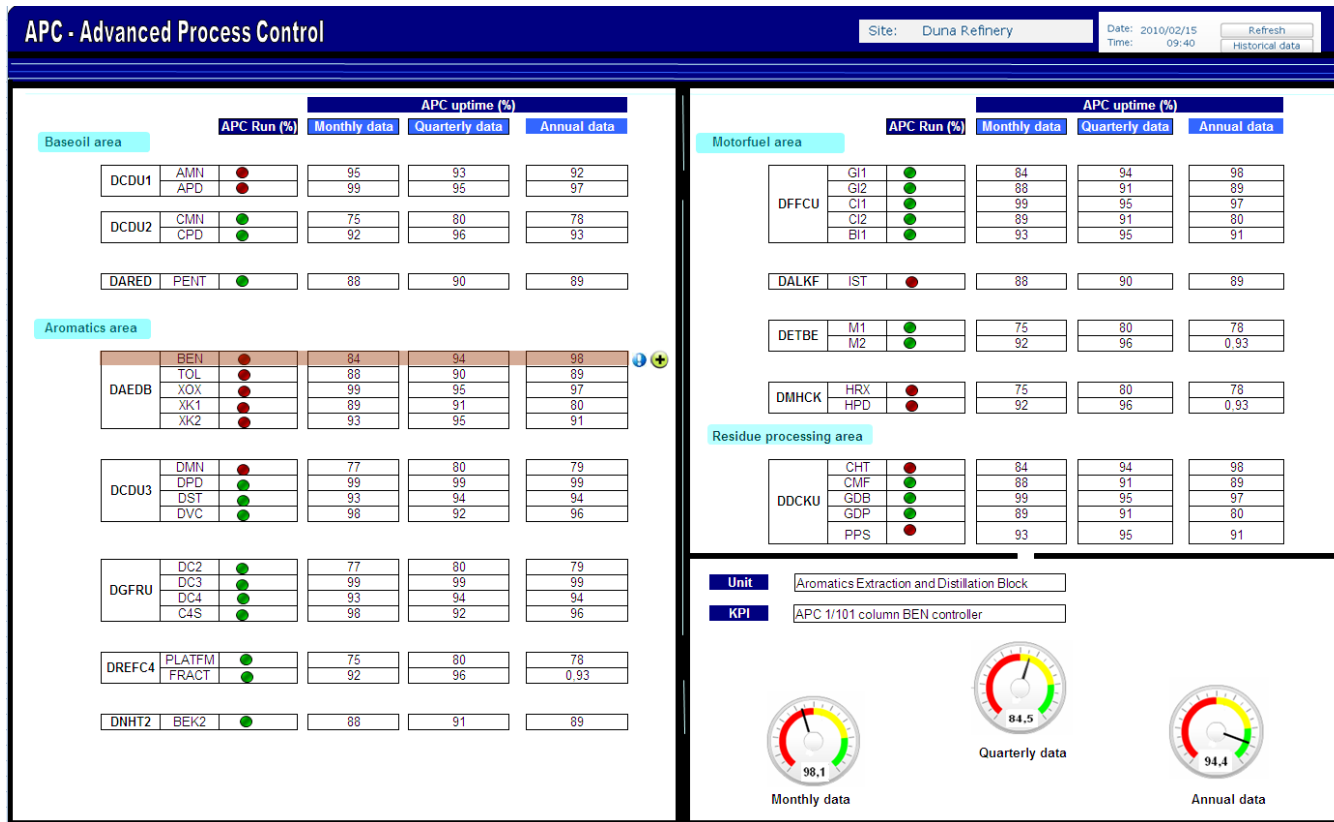 APC - Advanced Process Control
Site: Duna Refinery
Date: 2010/02/15
Time: 09:40
Refresh
Historical data
APC uptime (%)
APC Run (%) Monthly data Quarterly data Annual data
Baseoil area
DCDU1
AMN 95 93 92
APD 99 95 97
DCDU2
CMN 75 80 78
CPD 92 96 93
DARED PENT 88 90 89
Aromatics area
DAEDB
BEN 84 94 98
TOL 88 90 89
XOX 99 95 97
XK1 89 91 80
XK2 93 95 91
DCDU3
DMN 77 80 79
DPD 99 99 99
DST 93 94 94
DVC 98 92 96
DGFRU
DC2 77 80 79
DC3 99 99 99
DC4 93 94 94
C4S 98 92 96
DREFC4
PLATFM 75 80 78
FRACT 92 96 0,93
DNHT2 BEK2 88 91 89
APC uptime (%)
APC Run (%) Monthly data Quarterly data Annual data
Motorfuel area
DFFCU
GI1 84 94 98
GI2 88 91 89
CI1 99 95 97
CI2 89 91 80
BI1 93 95 91
DALKF IST 88 90 89
DETBE
M1 75 80 78
M2 92 96 0,93
DMHCK
HRX 75 80 78
HPD 92 96 0,93
Residue processing area
DDCKU
CHT 84 94 98
CMF 88 91 89
GDB 99 95 97
GDP 89 91 80
PPS 93 95 91
Unit Aromatics Extraction and Distillation Block
KPI APC 1/101 column BEN controller
98,1
Monthly data
84,5
Quarterly data
94,4
Annual data